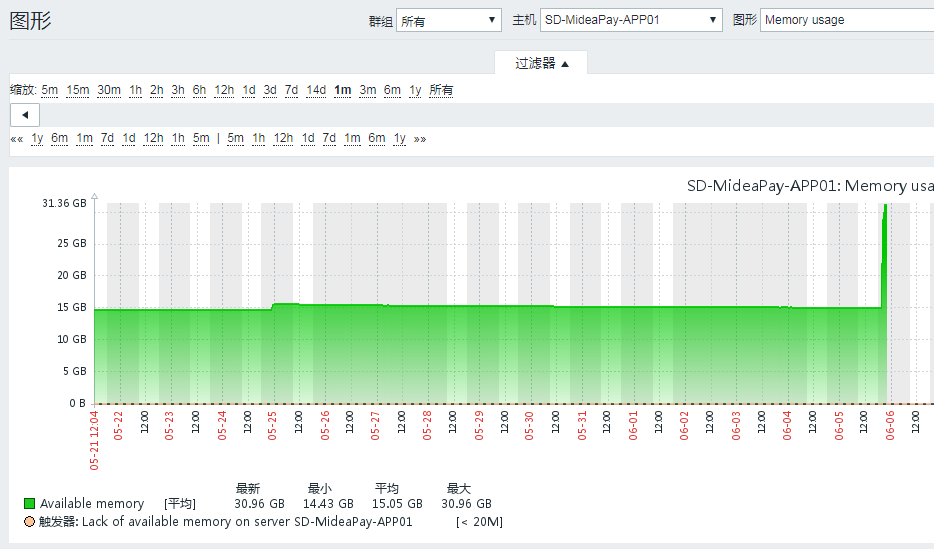 图形 群组 所有 主机 SD-MideaPay-APP01 图形 Memory usage
过滤器
缩放: 5m 15m 30m 1h 2h 3h 6h 12h 1d 3d 7d 14d 1m 3m 6m 1y 所有
«« 1y 6m 1m 7d 1d 12h 1h 5m | 5m 1h 12h 1d 7d 1m 6m 1y »»
SD-MideaPay-APP01: Memory usa
31.36 GB
25 GB
20 GB
15 GB
10 GB
5 GB
0 B
05-21 12:04 05-22 12:00 05-23 12:00 05-24 12:00 05-25 12:00 05-26 12:00 05-27 12:00 05-28 12:00 05-29 12:00 05-30 12:00 05-31 12:00 06-01 12:00 06-02 12:00 06-03 12:00 06-04 12:00 06-05 12:00 06-06 12:00
最新 最小 平均 最大
Available memory [平均] 30.96 GB 14.43 GB 15.05 GB 30.96 GB
触发器: Lack of available memory on server SD-MideaPay-APP01 [< 20M]